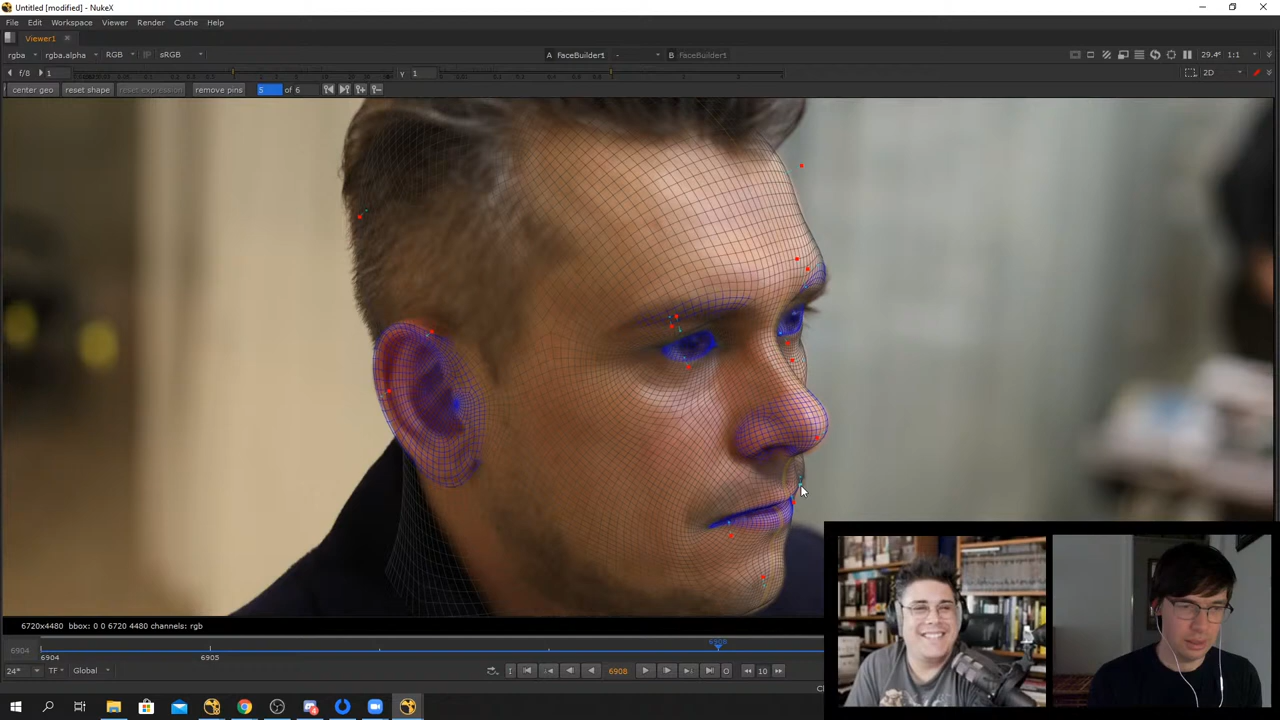 Untitled [modified] - NukeX
File Edit Workspace Viewer Render Cache Help
Viewer1
rgba rgba.alpha RGB IP sRGB A FaceBuilder1 - B FaceBuilder1 29.4* 1:1
f/8 1 Y 1 2D
center geo reset shape reset expression remove pins 5 of 6
6720x4480 bbox: 0 0 6720 4480 channels: rgb
6904 6904 6905 6908
24* TF Global I 6908 O 10